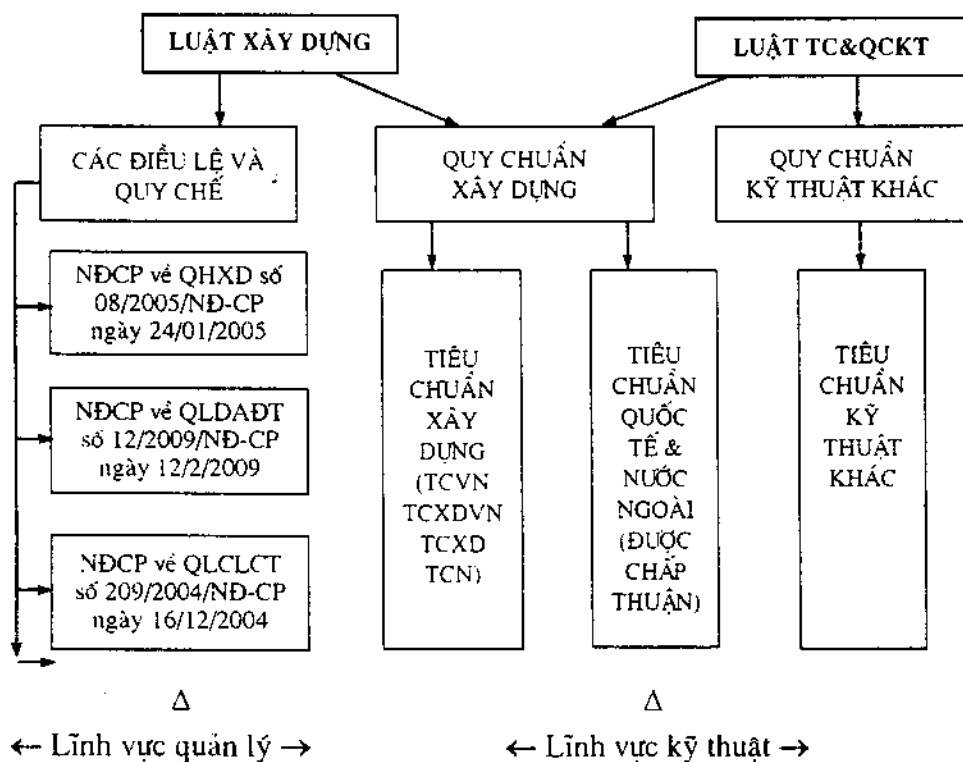 LUẬT XÂY DỰNG
LUẬT TC&QCKT
CÁC ĐIỀU LỆ VÀ
QUY CHẾ
QUY CHUẨN
XÂY DỰNG
QUY CHUẨN
KỸ THUẬT KHÁC
NĐCP về QHXD số
08/2005/NĐ-CP
ngày 24/01/2005
NĐCP về QLDAĐT
số 12/2009/NĐ-CP
ngày 12/2/2009
NĐCP về QLCLCT
số 209/2004/NĐ-CP
ngày 16/12/2004
TIÊU
CHUẨN
XÂY
DỰNG
(TCVN
TCXDVN
TCXD
TCN)
TIÊU
CHUẨN
QUỐC
TẾ &
NƯỚC
NGOÀI
(ĐƯỢC
CHẤP
THUẬN)
TIÊU
CHUẨN
KỸ
THUẬT
KHÁC
Δ
Δ
← Lĩnh vực quản lý →
← Lĩnh vực kỹ thuật →